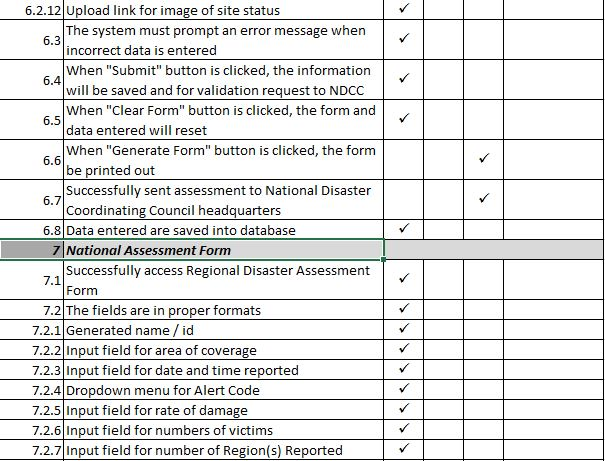 6.2.12 Upload link for image of site status ✓
6.3 The system must prompt an error message when
incorrect data is entered ✓
6.4 When "Submit" button is clicked, the information
will be saved and for validation request to NDCC ✓
6.5 When "Clear Form" button is clicked, the form and
data entered will reset ✓
6.6 When "Generate Form" button is clicked, the form
be printed out ✓
6.7 Successfully sent assessment to National Disaster
Coordinating Council headquarters ✓
6.8 Data entered are saved into database ✓
7 National Assessment Form
7.1 Successfully access Regional Disaster Assessment
Form ✓
7.2 The fields are in proper formats ✓
7.2.1 Generated name / id ✓
7.2.2 Input field for area of coverage ✓
7.2.3 Input field for date and time reported ✓
7.2.4 Dropdown menu for Alert Code ✓
7.2.5 Input field for rate of damage ✓
7.2.6 Input field for numbers of victims ✓
7.2.7 Input field for number of Region(s) Reported ✓